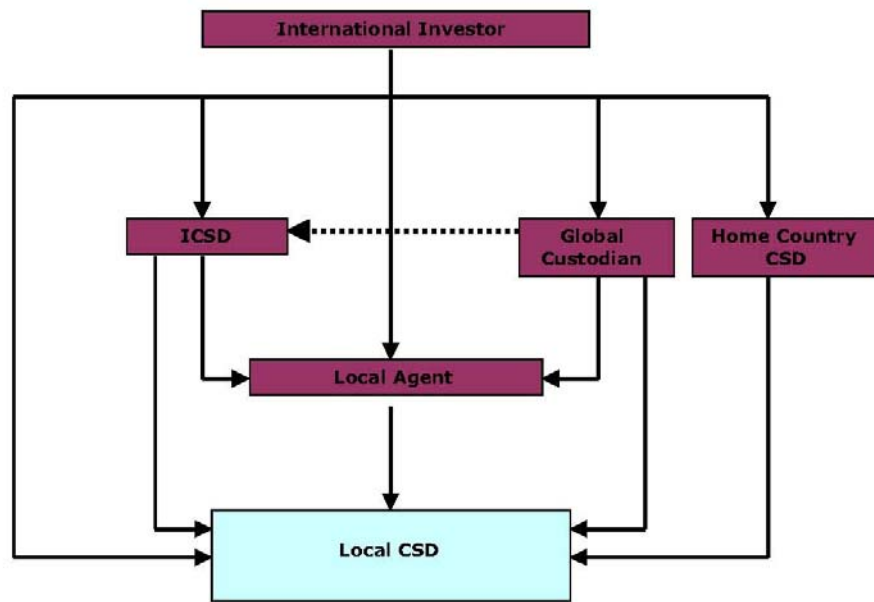 International Investor
ICSD
Global
Custodian
Home Country
CSD
Local Agent
Local CSD